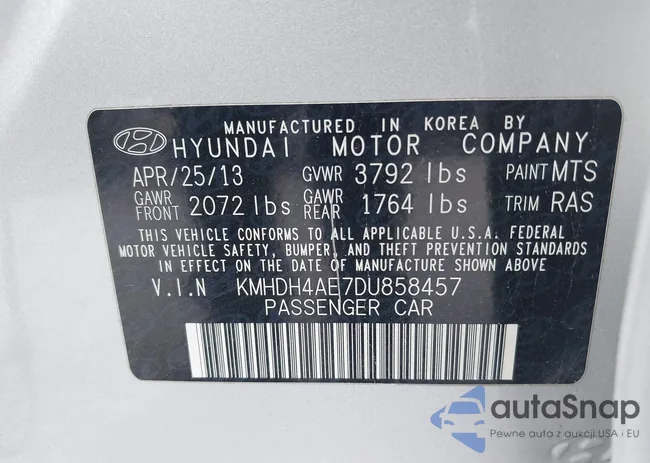 MANUFACTURED IN KOREA BY
HYUNDAI MOTOR COMPANY
APR/25/13 GVWR 3792 lbs PAINT MTS
GAWR FRONT 2072 lbs GAWR REAR 1764 lbs TRIM RAS
THIS VEHICLE CONFORMS TO ALL APPLICABLE U.S.A. FEDERAL
MOTOR VEHICLE SAFETY, BUMPER, AND THEFT PREVENTION STANDARDS
IN EFFECT ON THE DATE OF MANUFACTURE SHOWN ABOVE
V.I.N KMHDH4AE7DU858457
PASSENGER CAR
autoSnap
Pewne auta z aukcji USA i EU